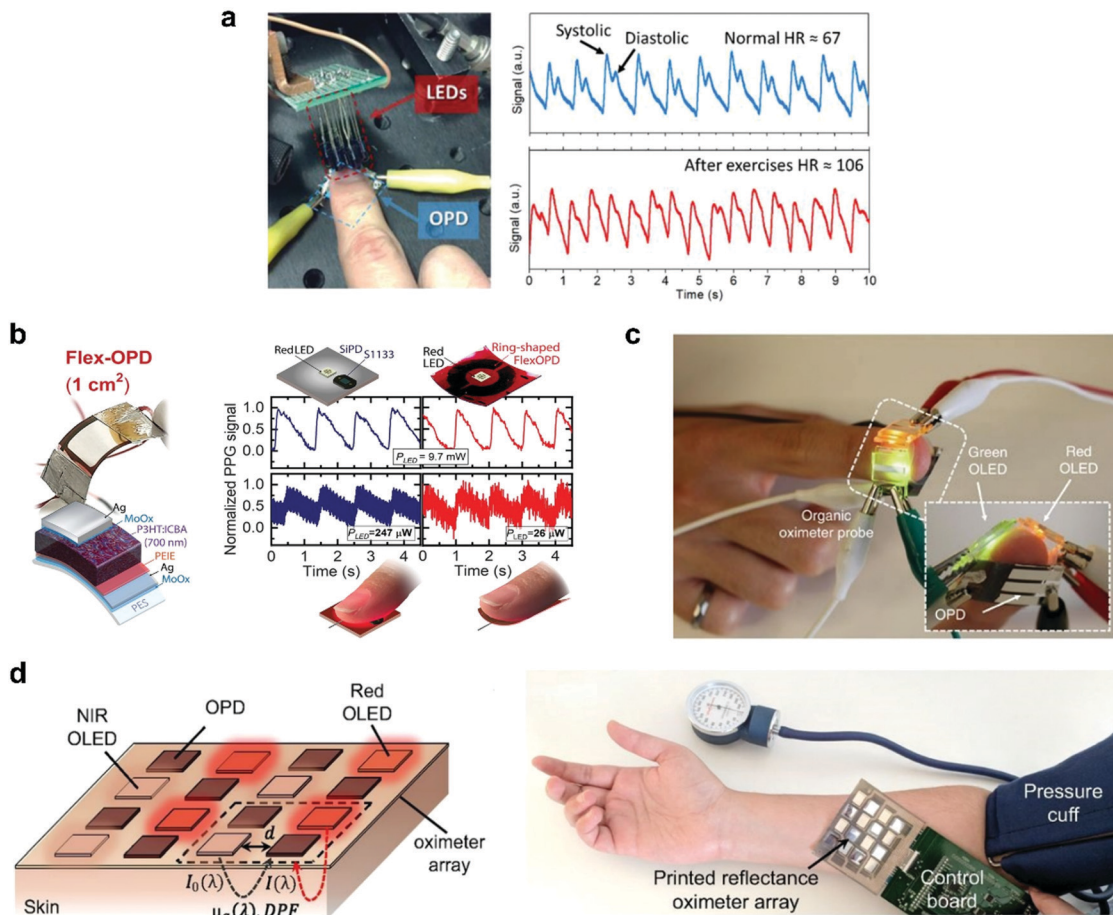 a
LEDs
OPD
Systolic
Diastolic
Normal HR ≈ 67
Signal (a.u.)
After exercises HR ≈ 106
Signal (a.u.)
0 1 2 3 4 5 6 7 8 9 10
Time (s)
b
Flex-OPD
(1 cm²)
Ag
MoOx
P3HT:ICBA
(700 nm)
PEIE
Ag
MoOx
PES
Red LED
SiPD
S1133
Red
LED
Ring-shaped
FlexOPD
Normalized PPG signal
1.0
0.5
0.0
P_LED = 9.7 mW
1.0
0.5
0.0
P_LED=247 µW
P_LED=26 µW
0 1 2 3 4
0 1 2 3 4
Time (s)
Time (s)
c
Green
OLED
Red
OLED
Organic
oximeter probe
OPD
d
NIR
OLED
OPD
Red
OLED
d
oximeter
array
I₀(λ)
I(λ)
Skin
Pressure
cuff
Printed reflectance
oximeter array
Control
board